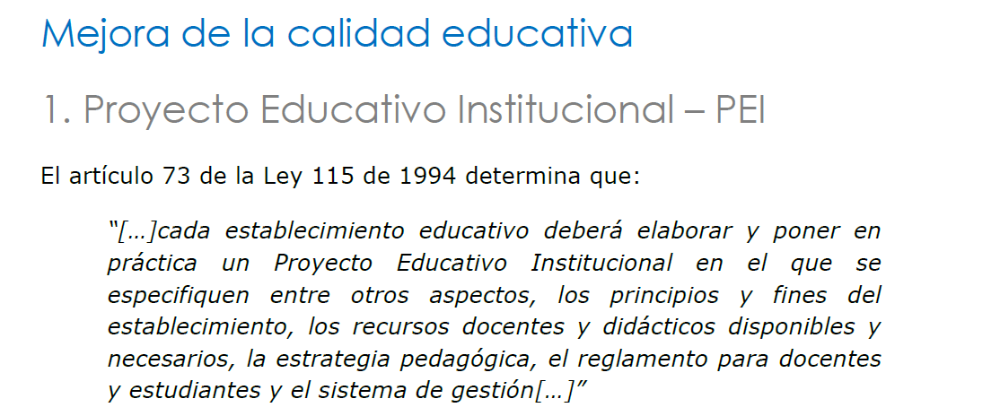 Mejora de la calidad educativa
1. Proyecto Educativo Institucional – PEI
El artículo 73 de la Ley 115 de 1994 determina que:
“[…]cada establecimiento educativo deberá elaborar y poner en
práctica un Proyecto Educativo Institucional en el que se
especifiquen entre otros aspectos, los principios y fines del
establecimiento, los recursos docentes y didácticos disponibles y
necesarios, la estrategia pedagógica, el reglamento para docentes
y estudiantes y el sistema de gestión[…]”